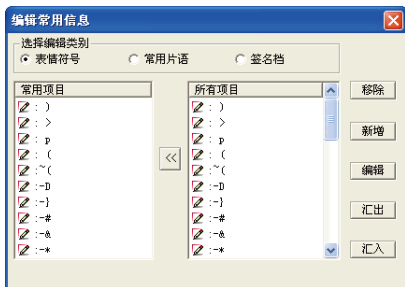 编辑常用信息
选择编辑类别
表情符号 常用片语 签名档
常用项目
: )
: >
: p
: (
:~(
:-D
:-}
:-#
:-&
:-*
<<
所有项目
: )
: >
: p
: (
:~(
:-D
:-}
:-#
:-&
:-*
移除
新增
编辑
汇出
汇入